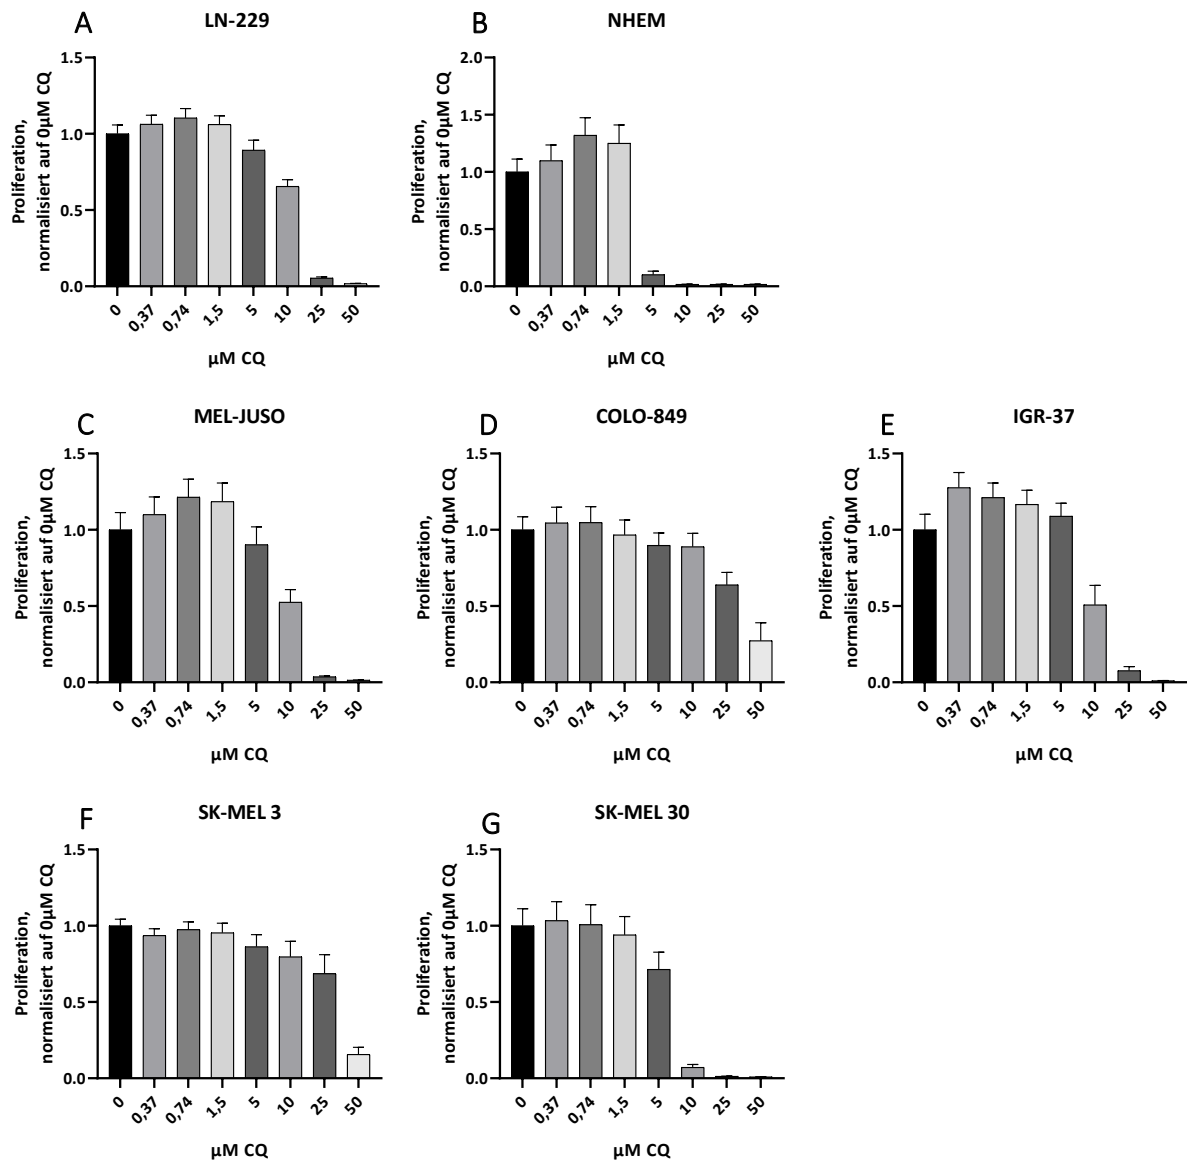 A
LN-229
Proliferation,
normalisiert auf 0µM CQ
1.5
1.0
0.5
0.0
0
0,37
0,74
1,5
5
10
25
50
µM CQ
B
NHEM
Proliferation,
normalisiert auf 0µM CQ
2.0
1.5
1.0
0.5
0.0
0
0,37
0,74
1,5
5
10
25
50
µM CQ
C
MEL-JUSO
Proliferation,
normalisiert auf 0µM CQ
1.5
1.0
0.5
0.0
0
0,37
0,74
1,5
5
10
25
50
µM CQ
D
COLO-849
Proliferation,
normalisiert auf 0µM CQ
1.5
1.0
0.5
0.0
0
0,37
0,74
1,5
5
10
25
50
µM CQ
E
IGR-37
Proliferation,
normalisiert auf 0µM CQ
1.5
1.0
0.5
0.0
0
0,37
0,74
1,5
5
10
25
50
µM CQ
F
SK-MEL 3
Proliferation,
normalisiert auf 0µM CQ
1.5
1.0
0.5
0.0
0
0,37
0,74
1,5
5
10
25
50
µM CQ
G
SK-MEL 30
Proliferation,
normalisiert auf 0µM CQ
1.5
1.0
0.5
0.0
0
0,37
0,74
1,5
5
10
25
50
µM CQ